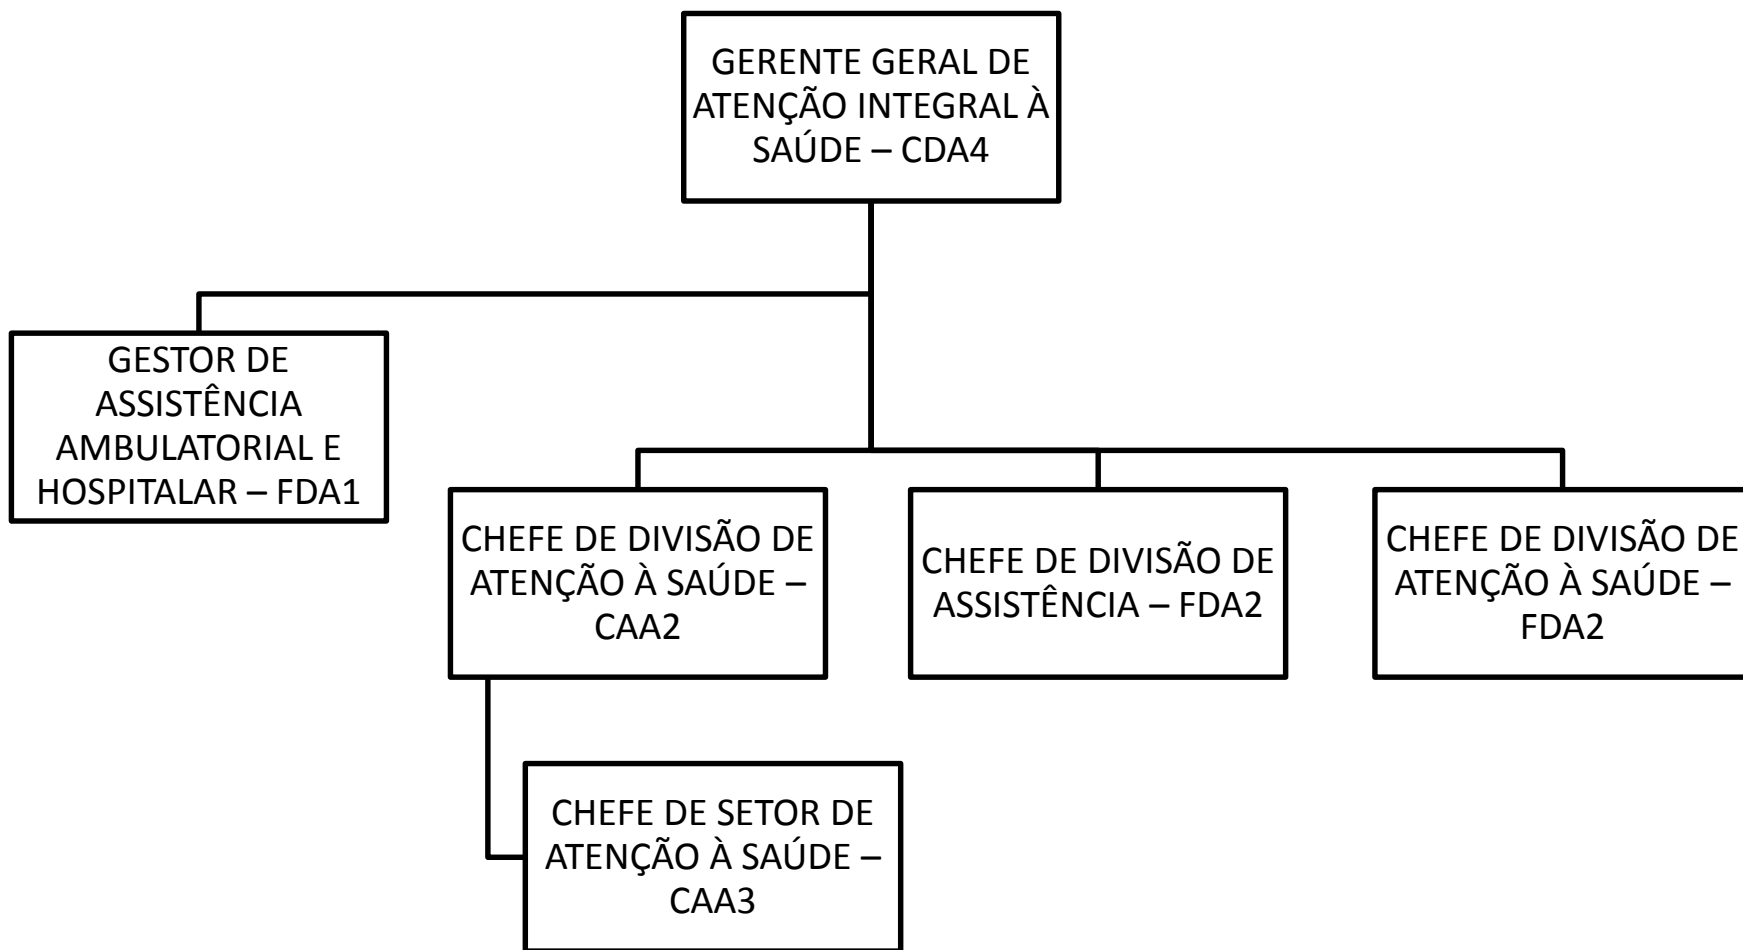 GERENTE GERAL DE
ATENÇÃO INTEGRAL À
SAÚDE – CDA4
GESTOR DE
ASSISTÊNCIA
AMBULATORIAL E
HOSPITALAR – FDA1
CHEFE DE DIVISÃO DE
ATENÇÃO À SAÚDE –
CAA2
CHEFE DE DIVISÃO DE
ASSISTÊNCIA – FDA2
CHEFE DE DIVISÃO DE
ATENÇÃO À SAÚDE –
FDA2
CHEFE DE SETOR DE
ATENÇÃO À SAÚDE –
CAA3